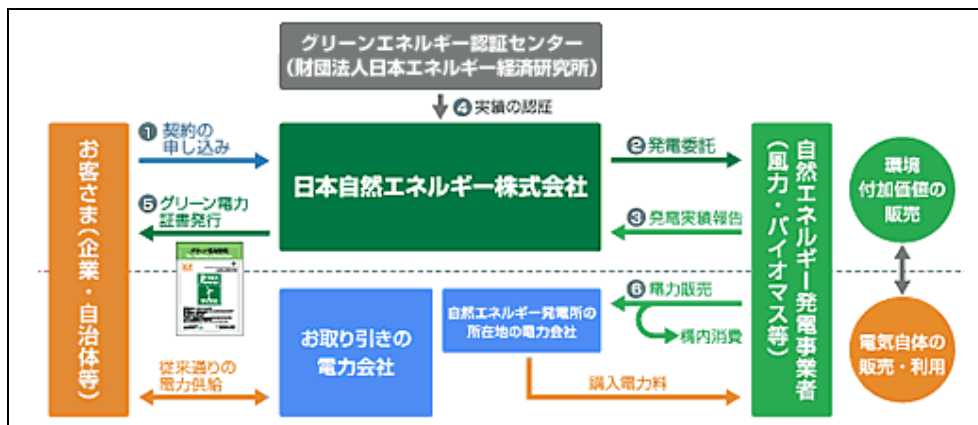 グリーンエネルギー認証センター
（財団法人日本エネルギー経済研究所）
❹実績の認証
お客さま（企業・自治体等）
❶契約の
申し込み
日本自然エネルギー株式会社
❷発電委託
❺グリーン電力
証書発行
❸発電実績報告
自然エネルギー発電事業者
（風力・バイオマス等）
環境
付加価値の
販売
お取り引きの
電力会社
自然エネルギー発電所の
所在地の電力会社
❻電力販売
構内消費
従来通りの
電力供給
購入電力料
電気自体の
販売・利用